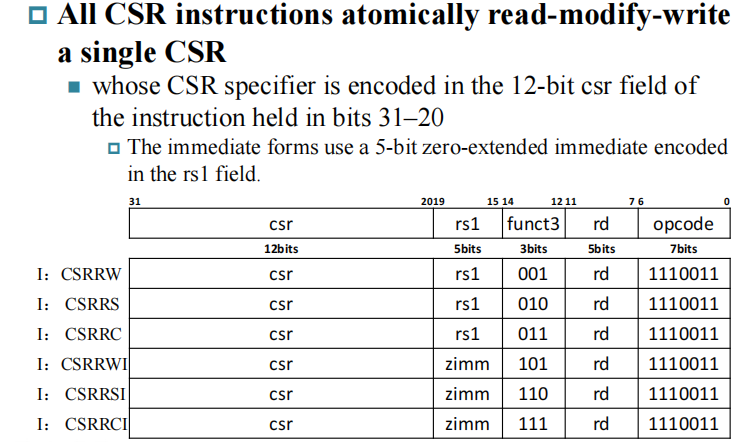 All CSR instructions atomically read-modify-write
a single CSR
whose CSR specifier is encoded in the 12-bit csr field of
the instruction held in bits 31–20
The immediate forms use a 5-bit zero-extended immediate encoded
in the rs1 field.
31 2019 15 14 12 11 7 6 0
csr rs1 funct3 rd opcode
12bits 5bits 3bits 5bits 7bits
I: CSRRW csr rs1 001 rd 1110011
I: CSRRS csr rs1 010 rd 1110011
I: CSRRC csr rs1 011 rd 1110011
I: CSRRWI csr zimm 101 rd 1110011
I: CSRRSI csr zimm 110 rd 1110011
I: CSRRCI csr zimm 111 rd 1110011